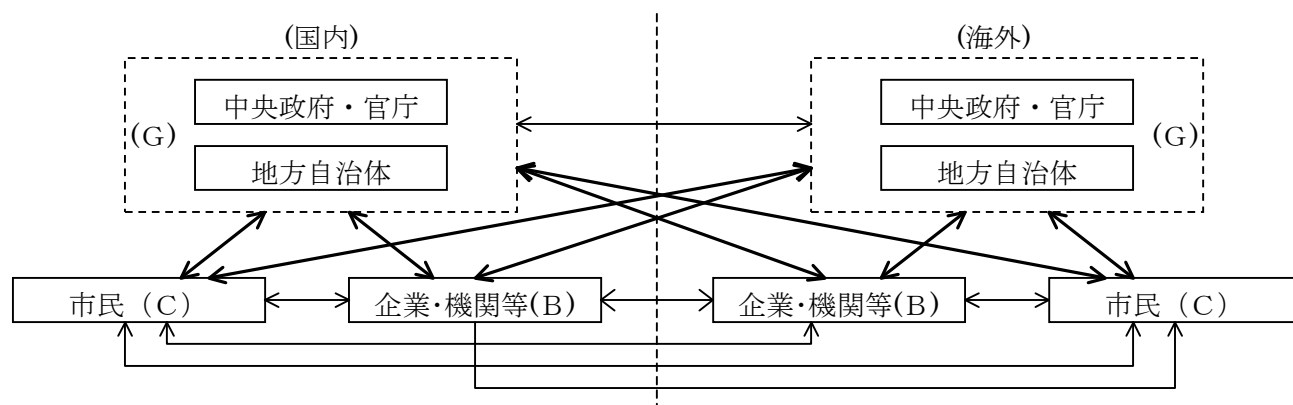 (国内)
(海外)
中央政府・官庁
中央政府・官庁
(G)
(G)
地方自治体
地方自治体
市民（C）
企業･機関等(B)
企業･機関等(B)
市民（C）